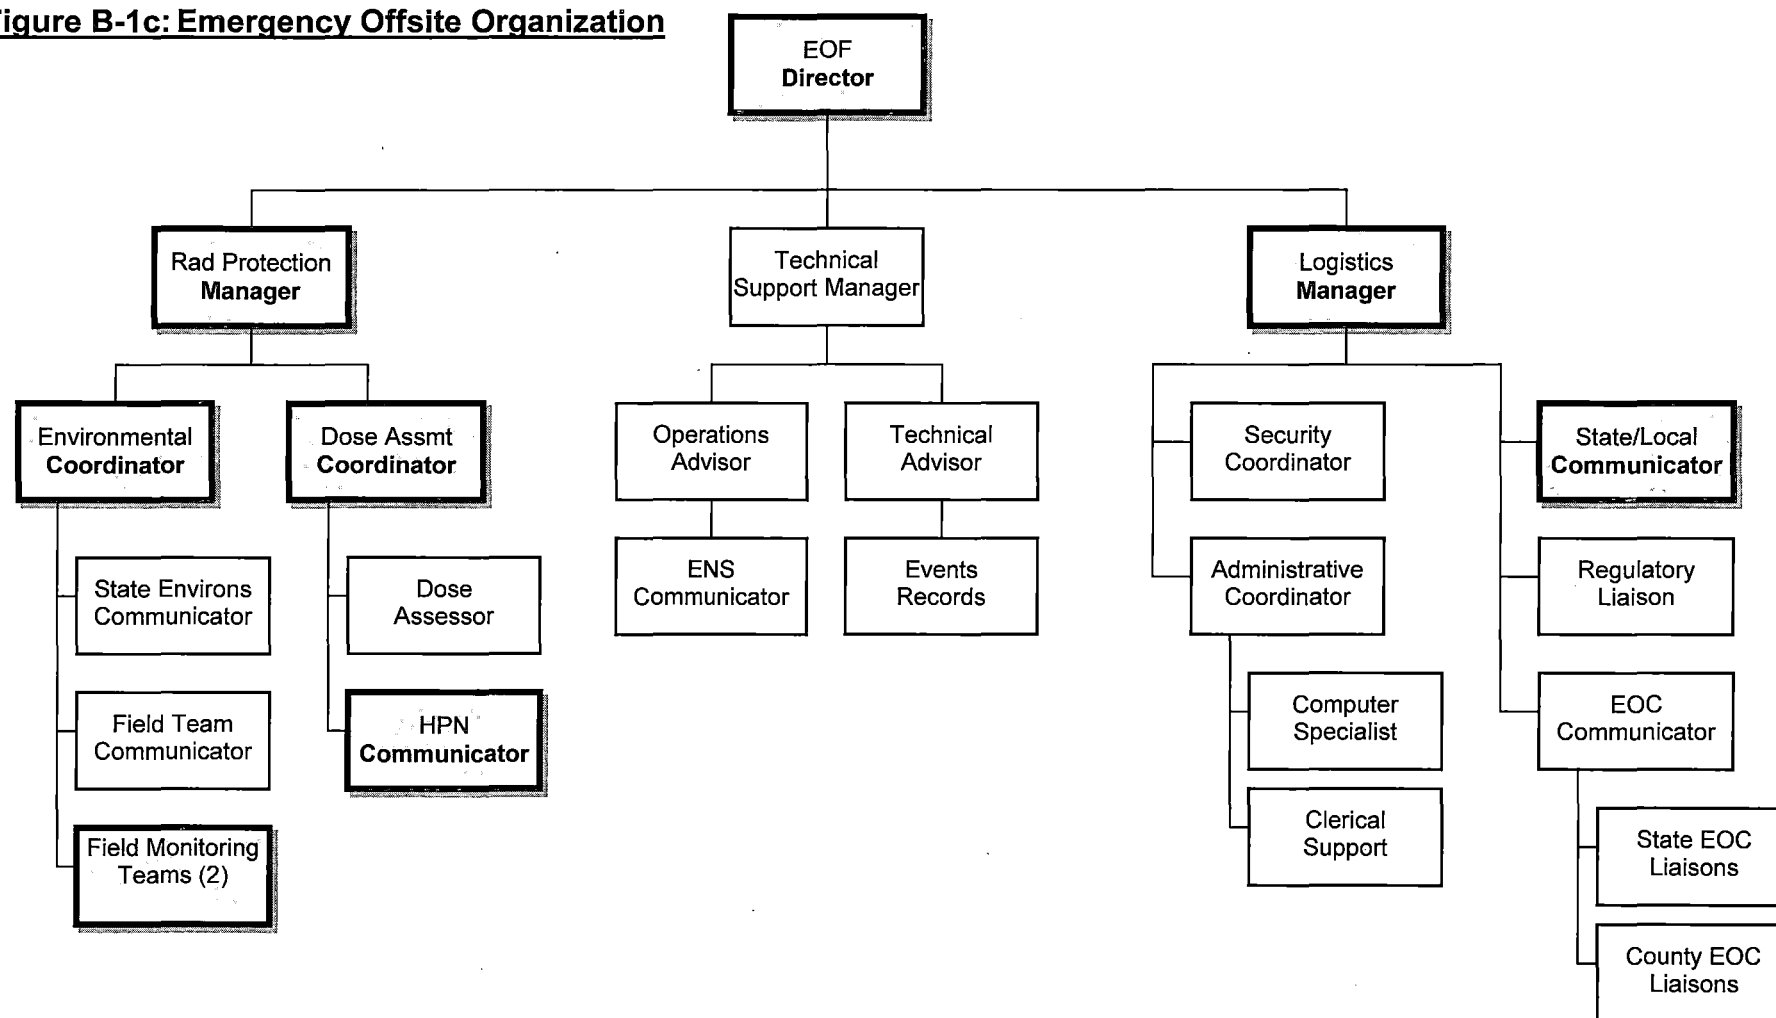 Figure B-1c: Emergency Offsite Organization
EOF
Director
Rad Protection
Manager
Technical
Support Manager
Logistics
Manager
Environmental
Coordinator
Dose Assmt
Coordinator
Operations
Advisor
Technical
Advisor
Security
Coordinator
State/Local
Communicator
State Environs
Communicator
Dose
Assessor
ENS
Communicator
Events
Records
Administrative
Coordinator
Regulatory
Liaison
Field Team
Communicator
HPN
Communicator
Computer
Specialist
EOC
Communicator
Field Monitoring
Teams (2)
Clerical
Support
State EOC
Liaisons
County EOC
Liaisons